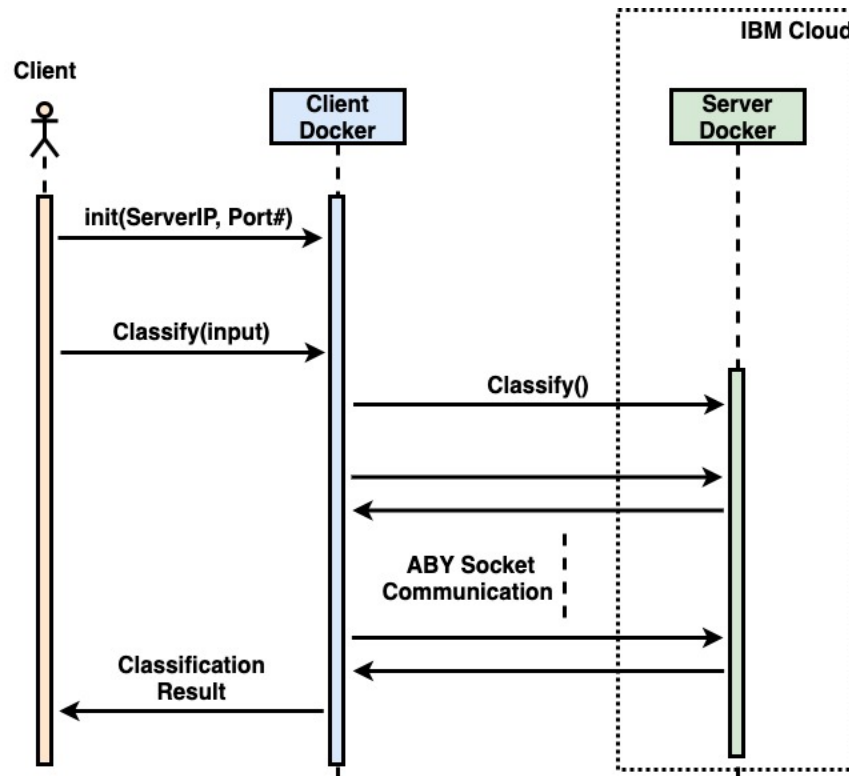 IBM Cloud
Client
Client
Docker
Server
Docker
init(ServerIP, Port#)
Classify(input)
Classify()
ABY Socket
Communication
Classification
Result